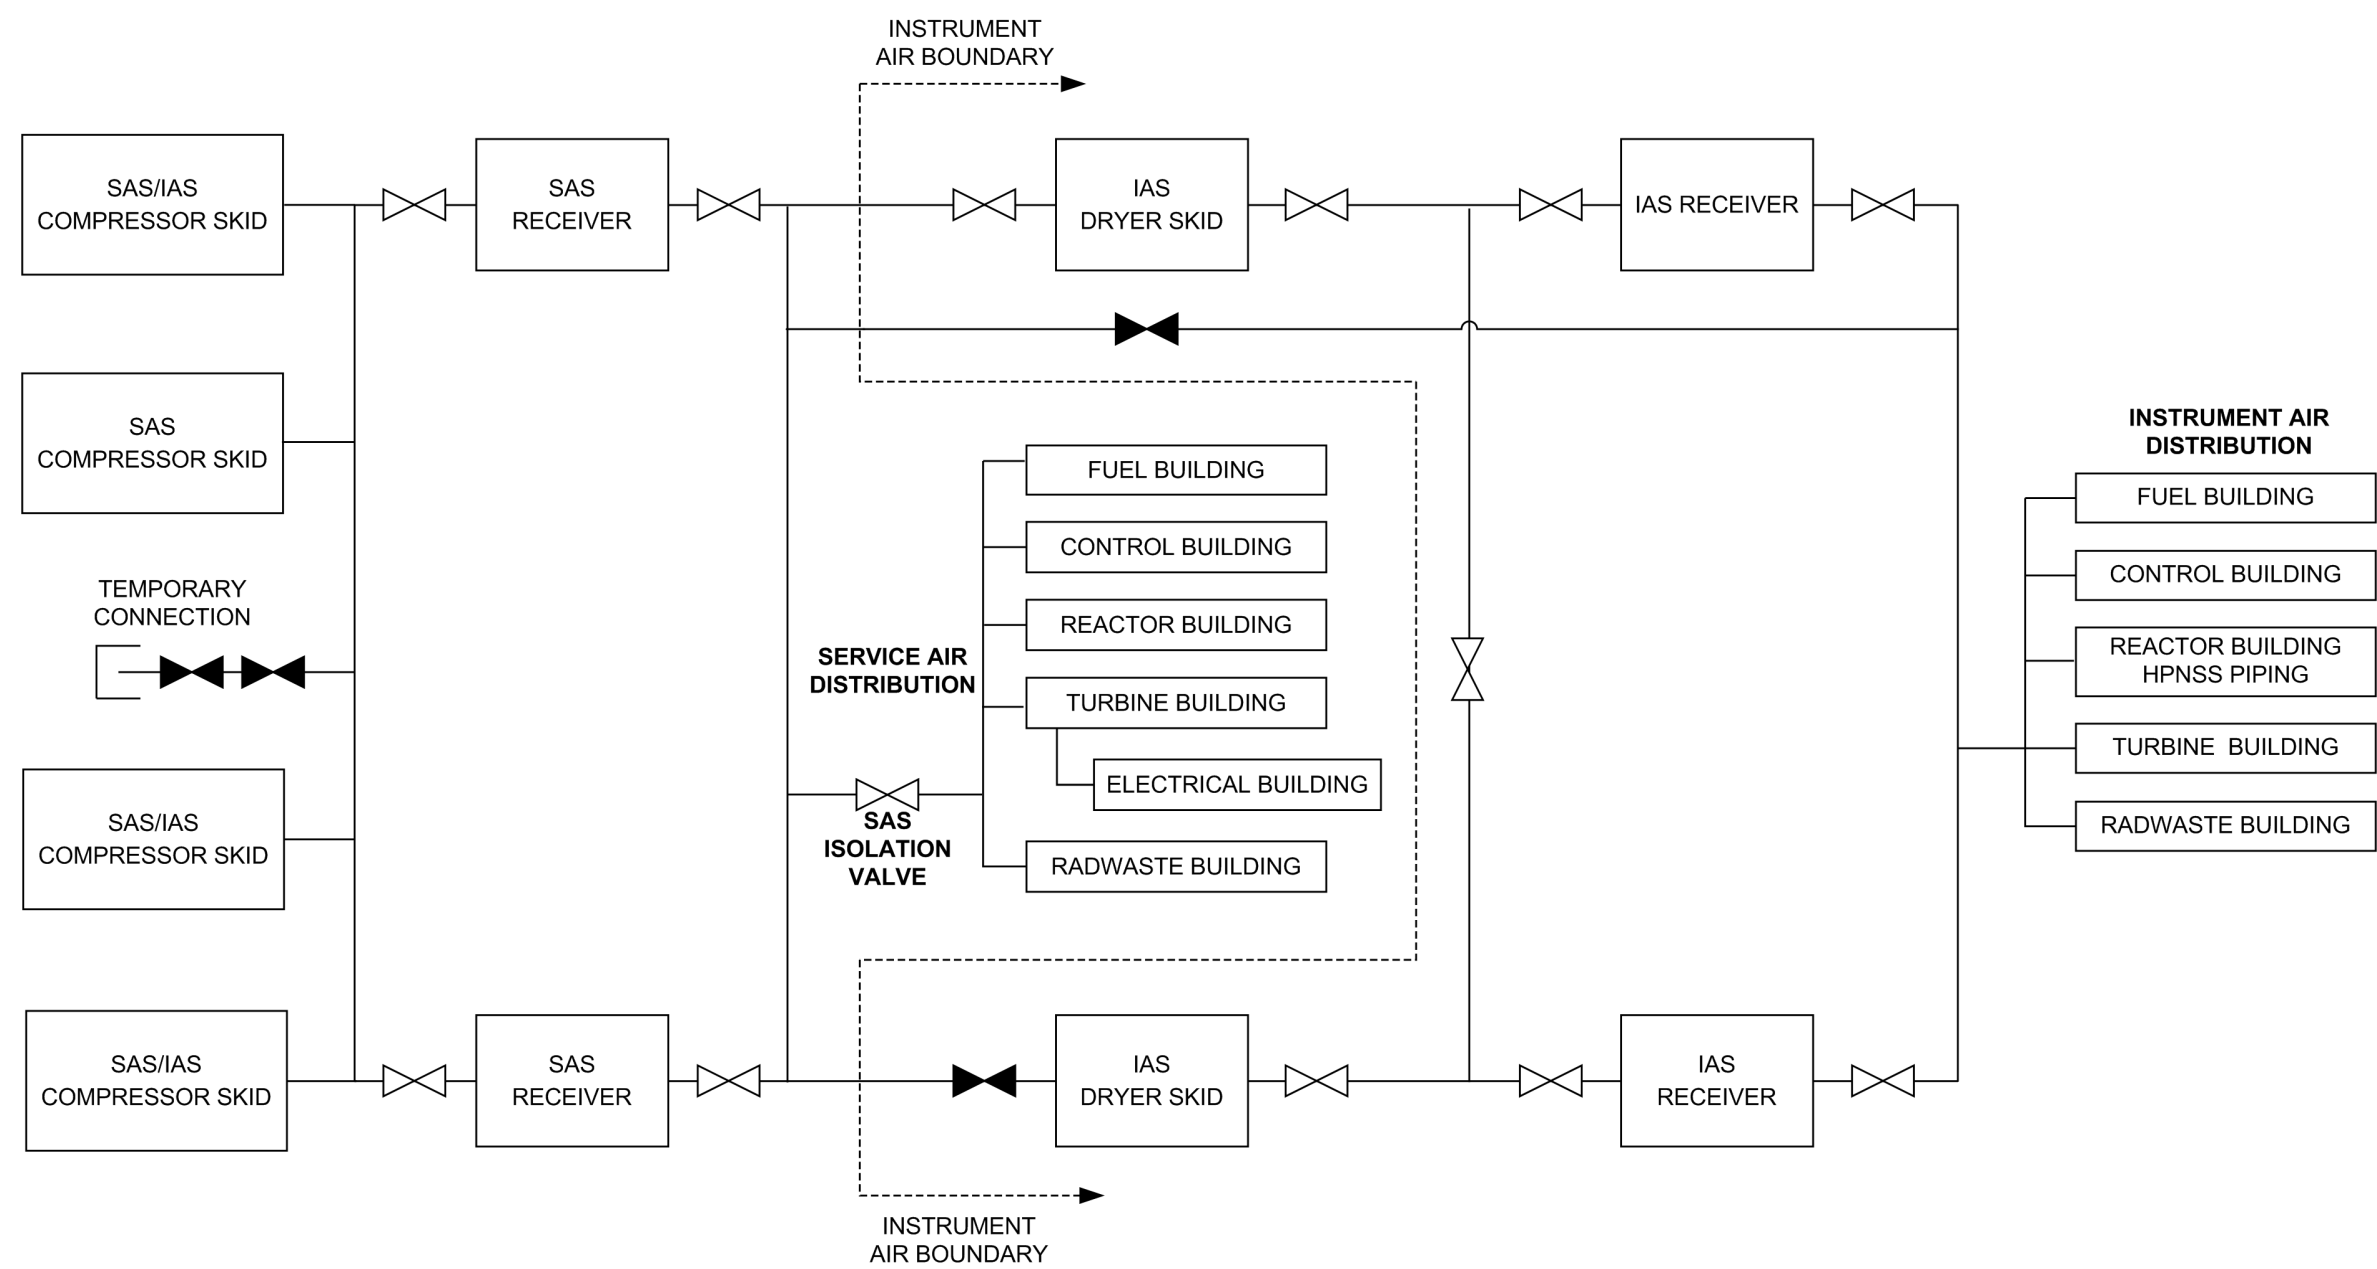 INSTRUMENT
AIR BOUNDARY
SAS/IAS
COMPRESSOR SKID
SAS
RECEIVER
IAS
DRYER SKID
IAS RECEIVER
SAS
COMPRESSOR SKID
TEMPORARY
CONNECTION
SAS/IAS
COMPRESSOR SKID
SERVICE AIR
DISTRIBUTION
FUEL BUILDING
CONTROL BUILDING
REACTOR BUILDING
TURBINE BUILDING
ELECTRICAL BUILDING
RADWASTE BUILDING
SAS
ISOLATION
VALVE
INSTRUMENT AIR
DISTRIBUTION
FUEL BUILDING
CONTROL BUILDING
REACTOR BUILDING
HPNSS PIPING
TURBINE  BUILDING
RADWASTE BUILDING
SAS/IAS
COMPRESSOR SKID
SAS
RECEIVER
IAS
DRYER SKID
IAS
RECEIVER
INSTRUMENT
AIR BOUNDARY